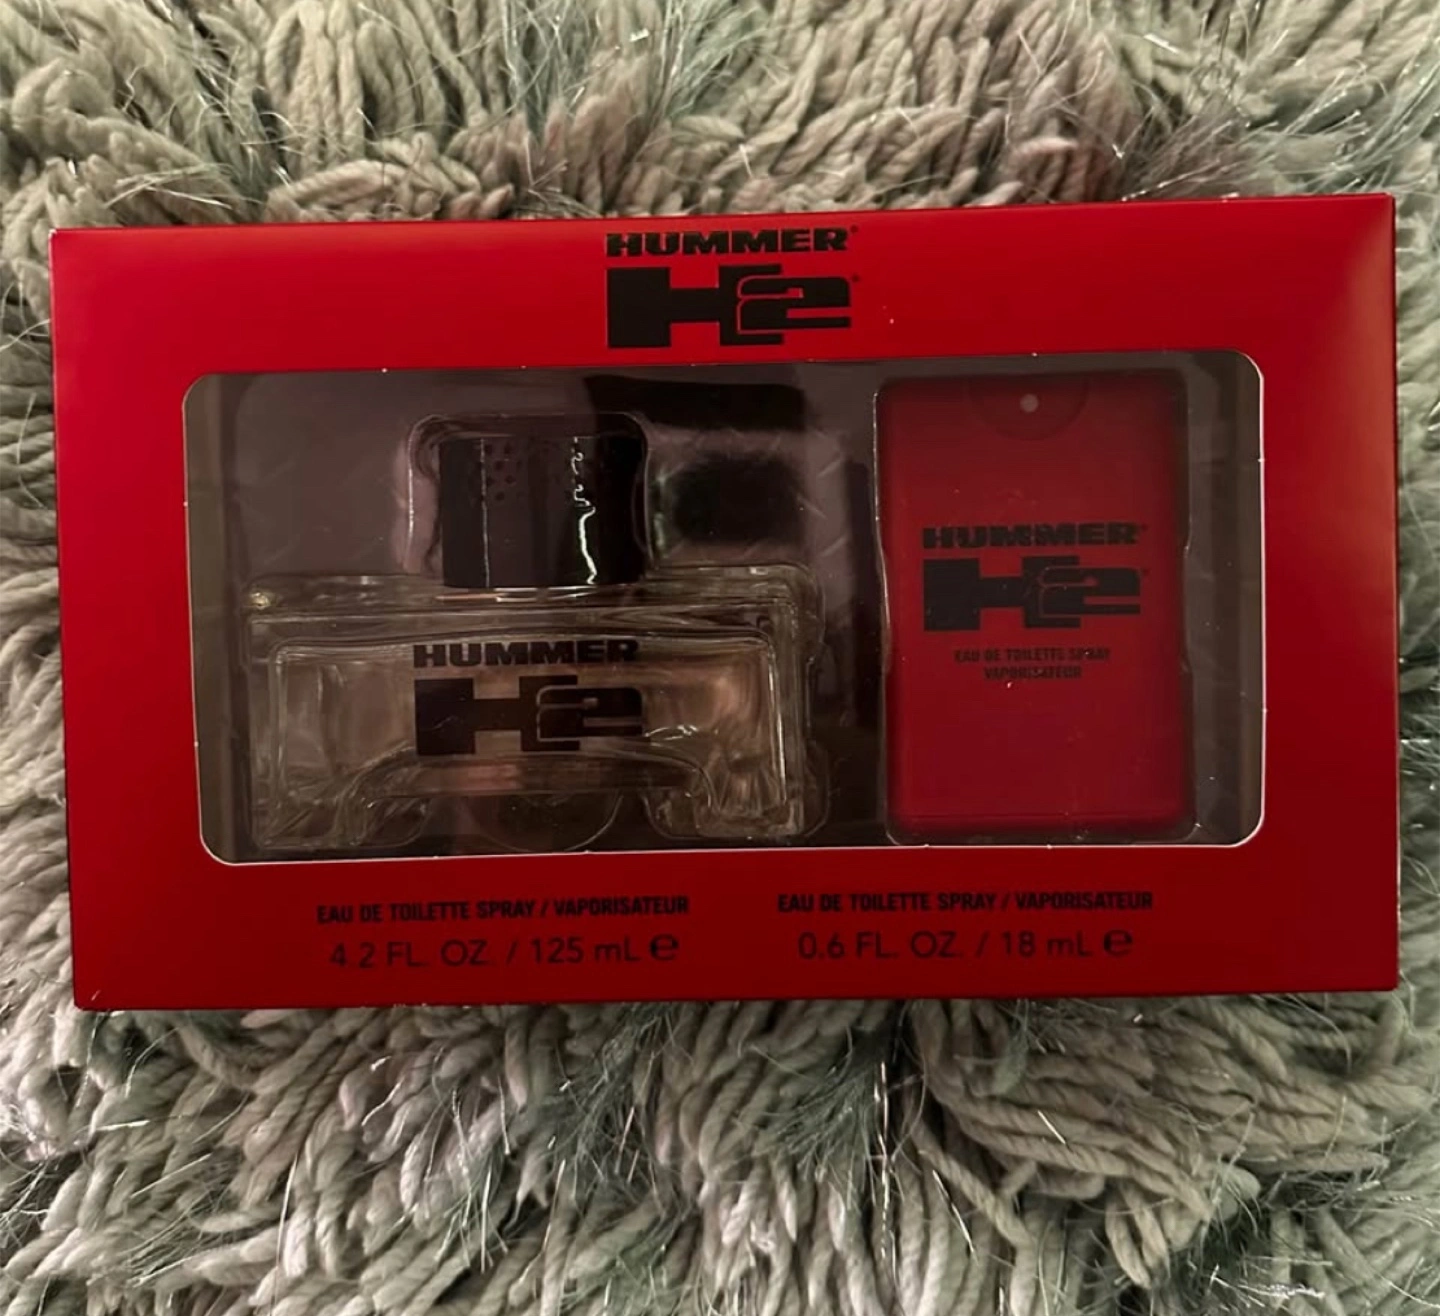 HUMMER®
H2®
HUMMER
H2
HUMMER®
H2
EAU DE TOILETTE SPRAY
VAPORISATEUR
EAU DE TOILETTE SPRAY / VAPORISATEUR
4.2 FL. OZ. / 125 mL ℮
EAU DE TOILETTE SPRAY / VAPORISATEUR
0.6 FL. OZ. / 18 mL ℮